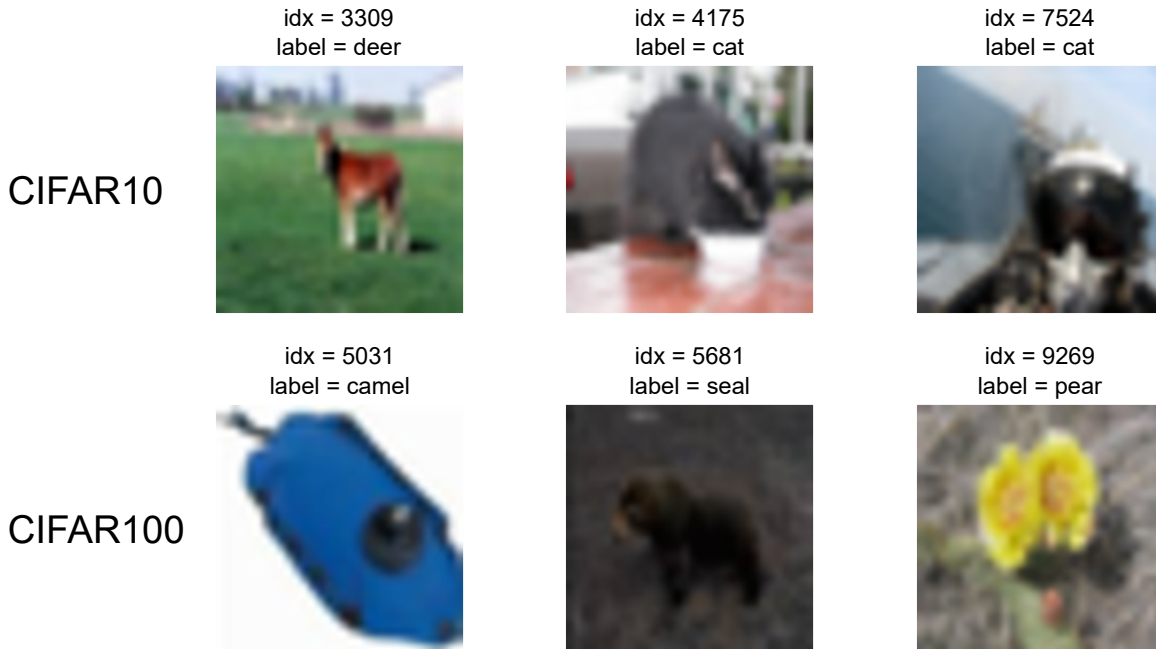 idx = 3309
label = deer
idx = 4175
label = cat
idx = 7524
label = cat
CIFAR10
idx = 5031
label = camel
idx = 5681
label = seal
idx = 9269
label = pear
CIFAR100